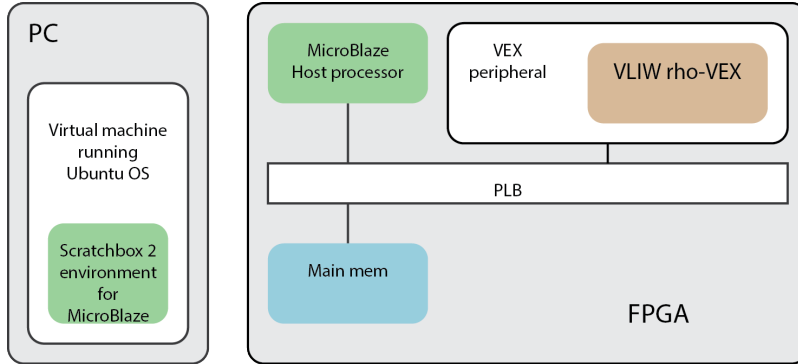 PC
Virtual machine
running
Ubuntu OS
Scratchbox 2
environment
for
MicroBlaze
MicroBlaze
Host processor
VEX
peripheral
VLIW rho-VEX
PLB
Main mem
FPGA